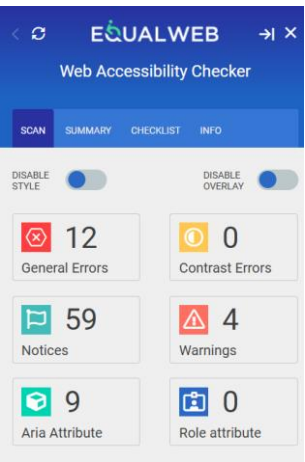 EQUALWEB
Web Accessibility Checker
SCAN SUMMARY CHECKLIST INFO
DISABLE STYLE
DISABLE OVERLAY
12
General Errors
0
Contrast Errors
59
Notices
4
Warnings
9
Aria Attribute
0
Role attribute